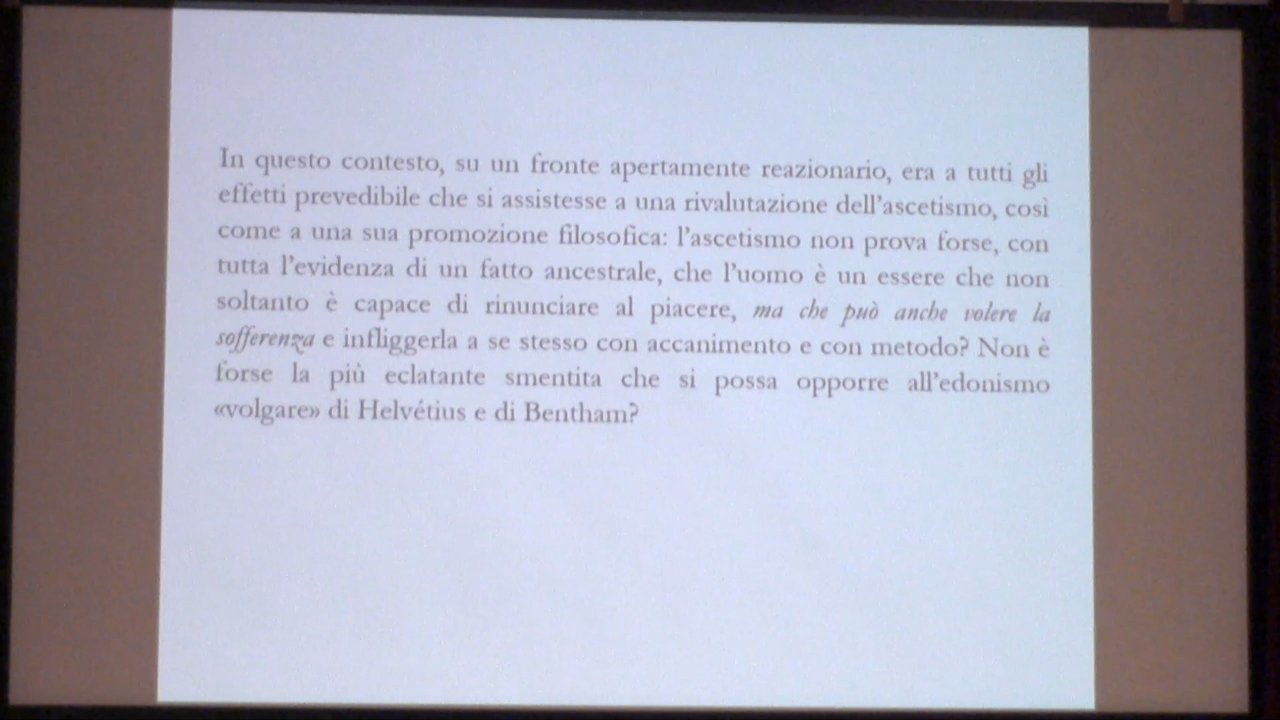 In questo contesto, su un fronte apertamente reazionario, era a tutti gli
effetti prevedibile che si assistesse a una rivalutazione dell’ascetismo, così
come a una sua promozione filosofica: l’ascetismo non prova forse, con
tutta l’evidenza di un fatto ancestrale, che l’uomo è un essere che non
soltanto è capace di rinunciare al piacere, ma che può anche volere la
sofferenza e infliggerla a se stesso con accanimento e con metodo? Non è
forse la più eclatante smentita che si possa opporre all’edonismo
«volgare» di Helvétius e di Bentham?